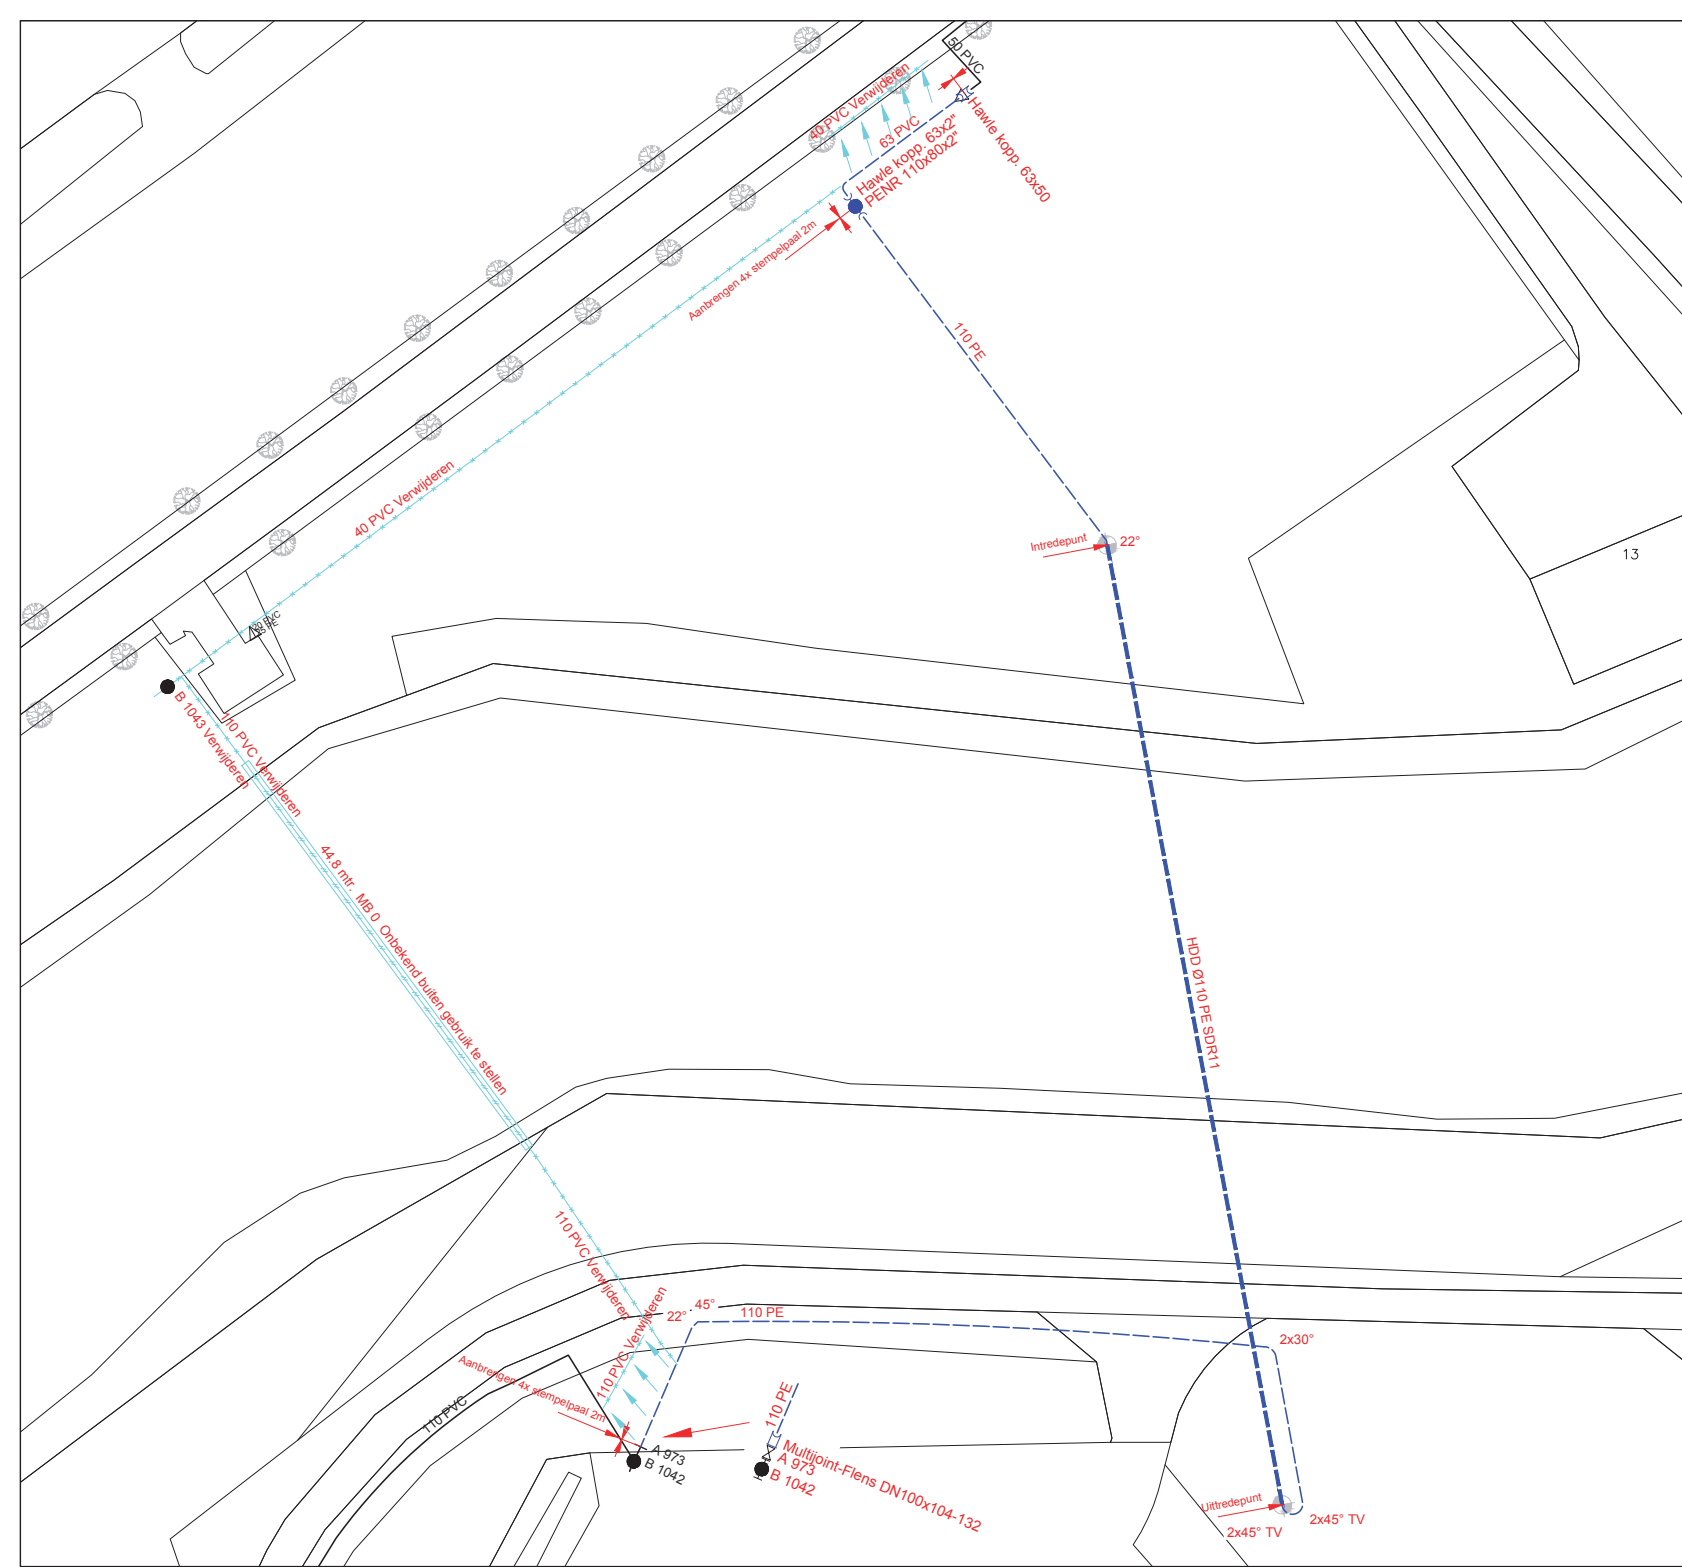 50 PVC
40 PVC Verwijderen
63 PVC
Hawle kopp. 63x50
Hawle kopp. 63x2"
PENR 110x80x2"
Aanbrengen 4x stempelpaal 2m
110 PE
40 PVC Verwijderen
Intredepunt
22°
13
B 1043 Verwijderen
110 PVC Verwijderen
44.8 mtr. MB 0 Onbekend buiten gebruik te stellen
HDD Ø110 PE SDR11
110 PVC Verwijderen
110 PVC Verwijderen
22°
45°
110 PE
2x30°
Aanbrengen 4x stempelpaal 2m
110 PVC
110 PE
A 973
B 1042
Multijoint-Flens DN100x104-132
A 973
B 1042
Uittredepunt
2x45° TV
2x45° TV